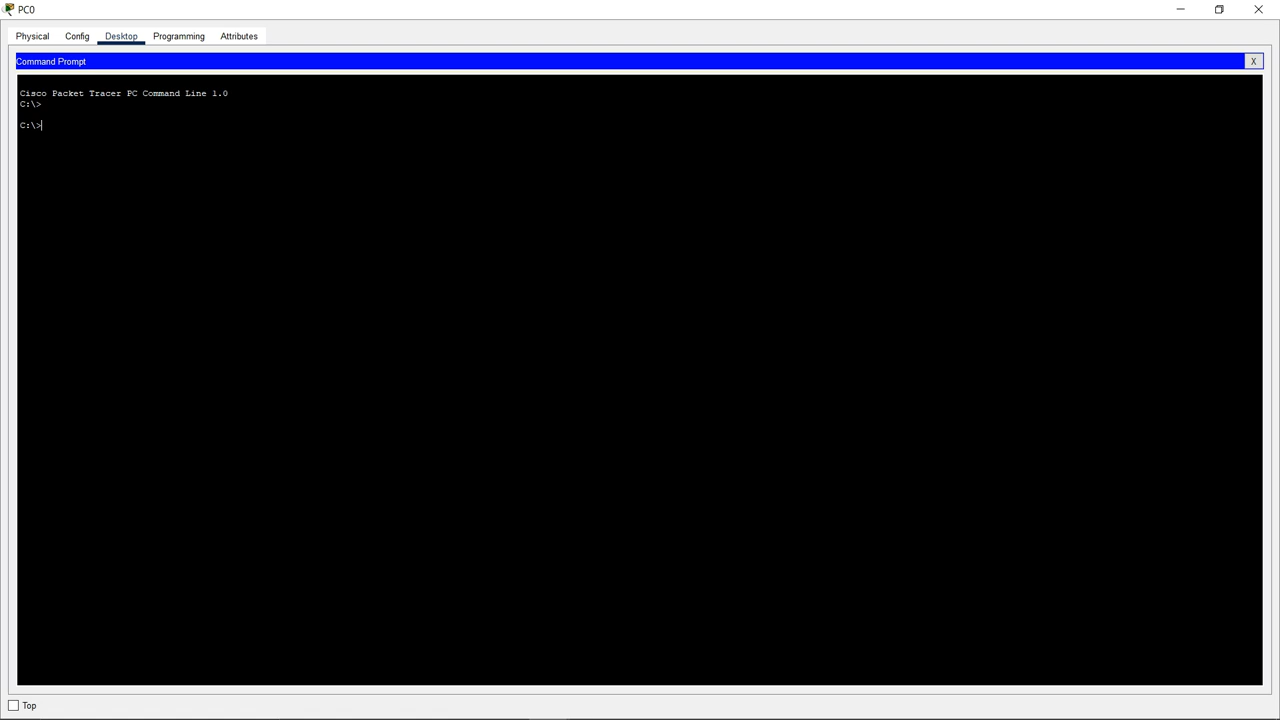 PC0
Physical Config Desktop Programming Attributes
Command Prompt X
Cisco Packet Tracer PC Command Line 1.0
C:\>
C:\>
Top